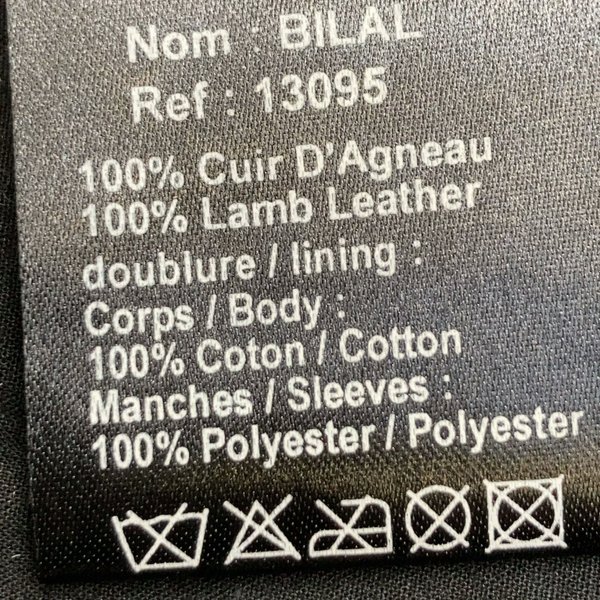 Nom : BILAL
Ref : 13095
100% Cuir D'Agneau
100% Lamb Leather
doublure / lining :
Corps / Body :
100% Coton / Cotton
Manches / Sleeves :
100% Polyester / Polyester